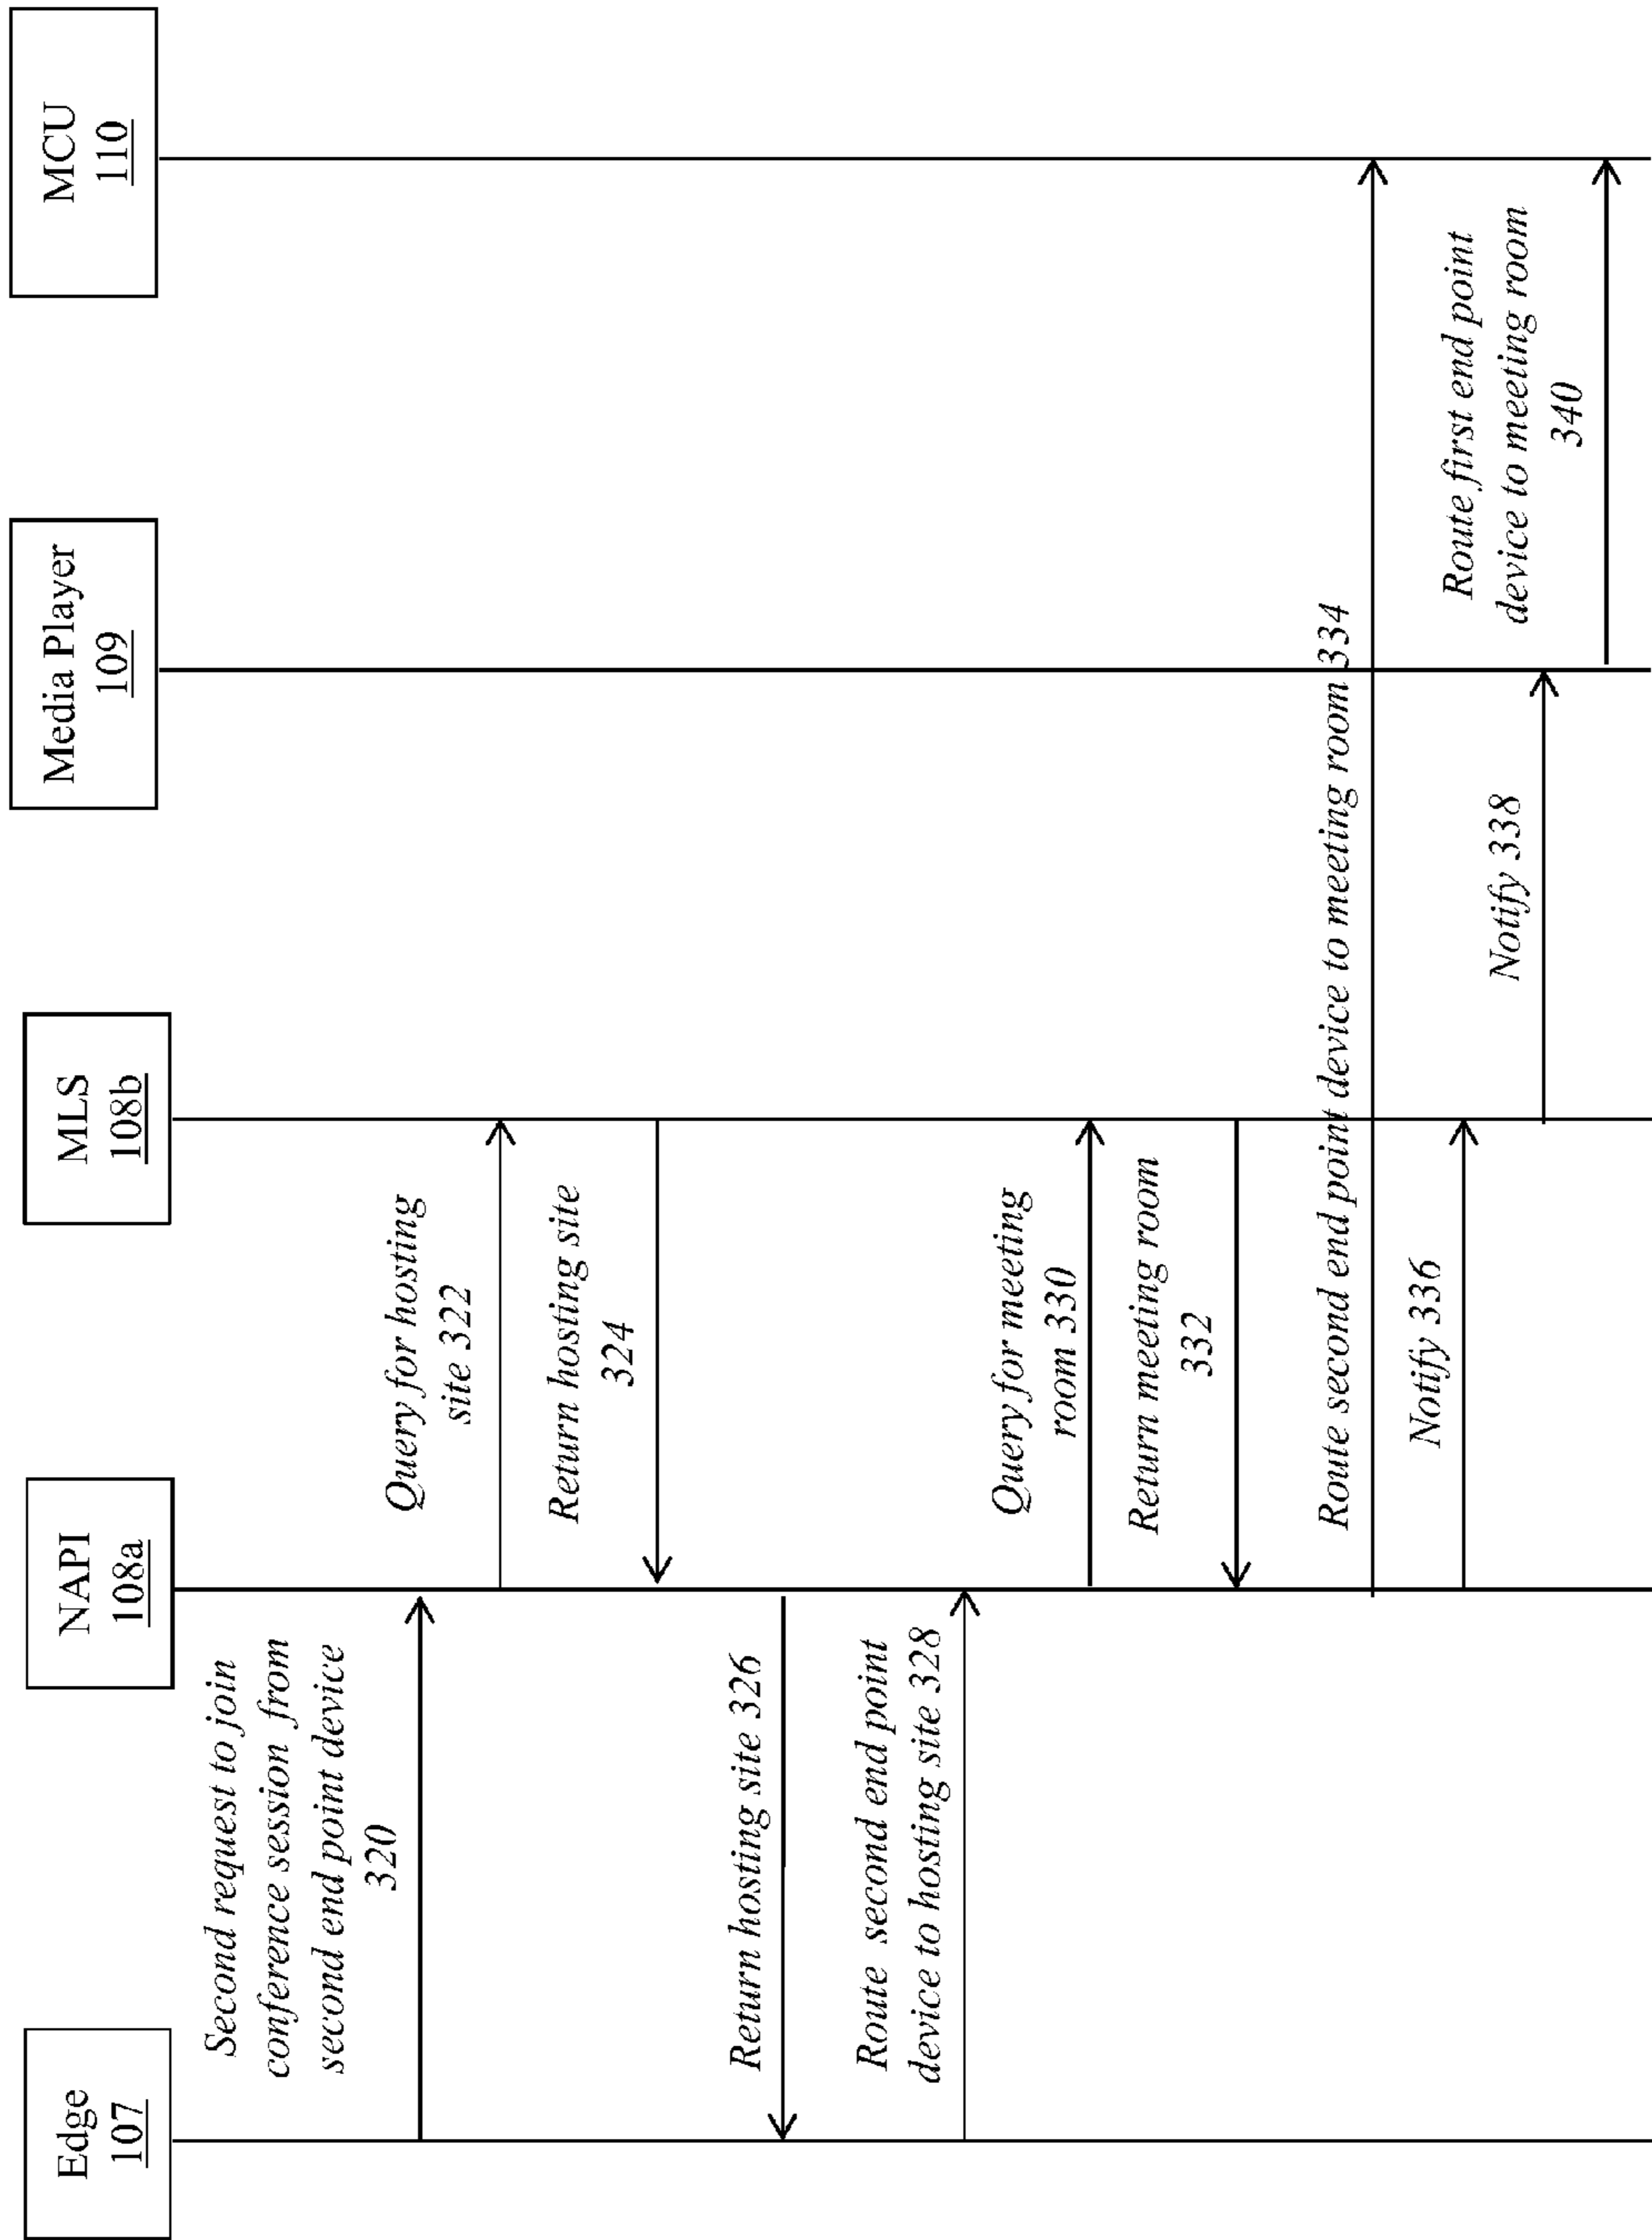 Edge
107
NAPI
108a
MLS
108b
Media Player
109
MCU
110
Second request to join
conference session from
second end point device
320
Query for hosting
site 322
Return hosting site
324
Return hosting site 326
Route second end point
device to hosting site 328
Query for meeting
room 330
Return meeting room
332
Route second end point device to meeting room 334
Notify 336
Notify 338
Route first end point
device to meeting room
340